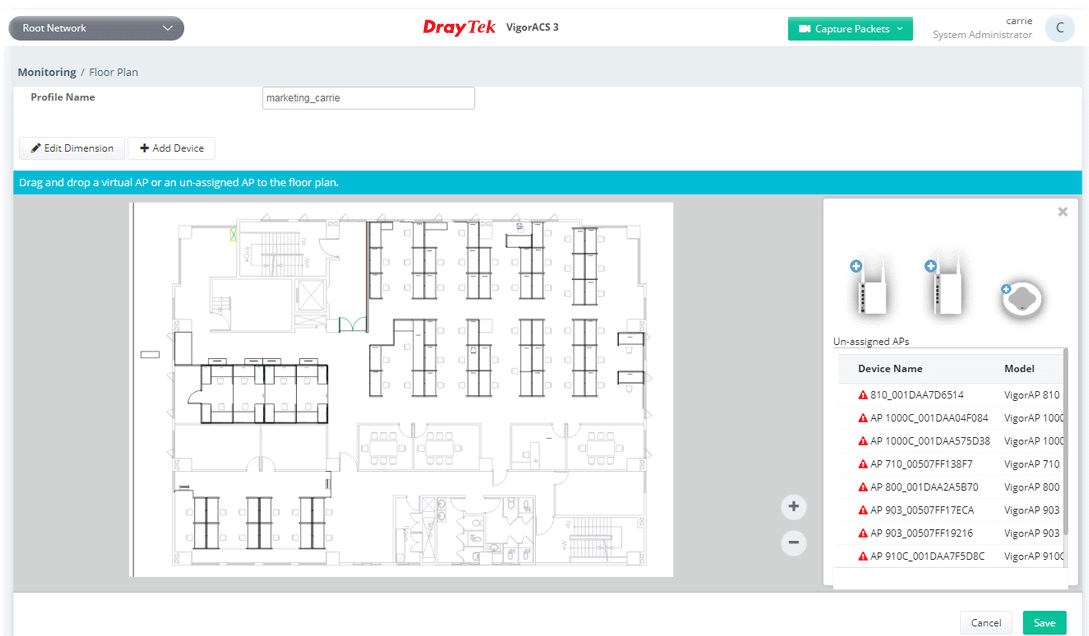 Root Network
DrayTek VigorACS 3
Capture Packets
carrie
System Administrator
C
Monitoring / Floor Plan
Profile Name
marketing_carrie
Edit Dimension
Add Device
Drag and drop a virtual AP or an un-assigned AP to the floor plan.
Un-assigned APs
Device Name Model
810_001DAA7D6514 VigorAP 810
AP 1000C_001DAA04F084 VigorAP 1000
AP 1000C_001DAA575D38 VigorAP 1000
AP 710_00507FF138F7 VigorAP 710
AP 800_001DAA2A5B70 VigorAP 800
AP 903_00507FF17ECA VigorAP 903
AP 903_00507FF19216 VigorAP 903
AP 910C_001DAA7F5D8C VigorAP 910C
Cancel
Save